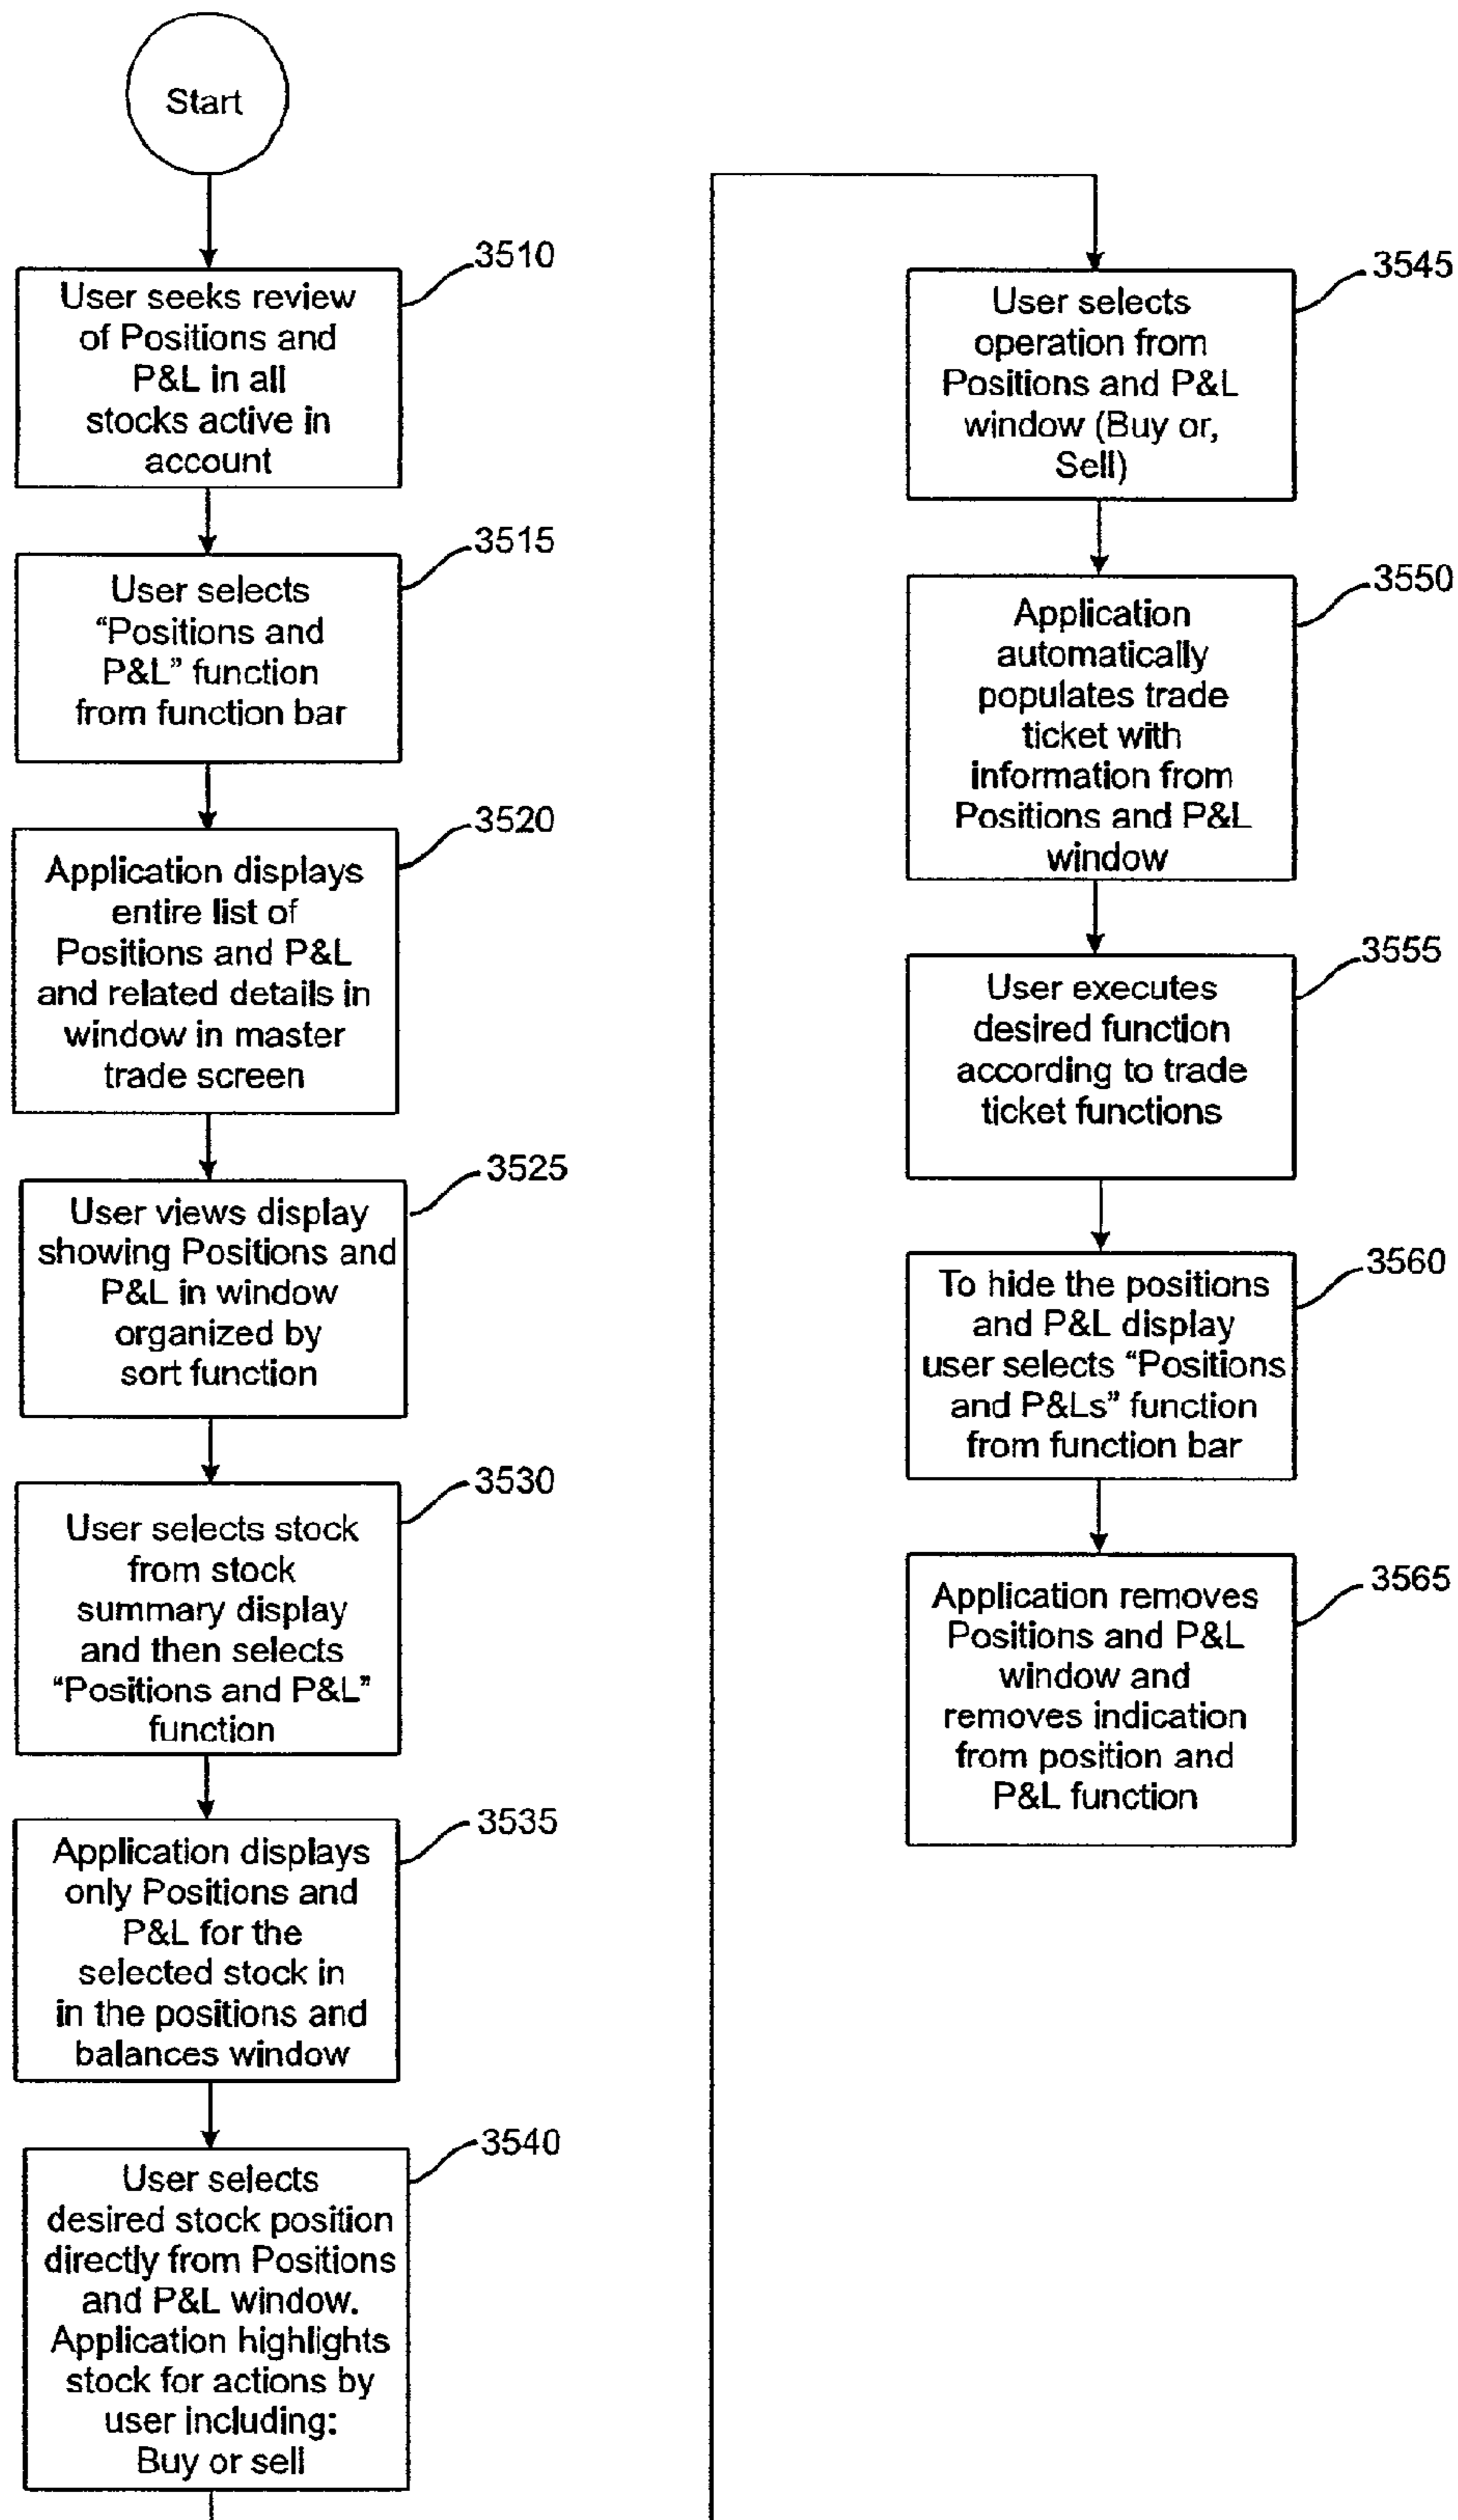 Start
3510
User seeks review
of Positions and
P&L in all
stocks active in
account
3515
User selects
“Positions and
P&L” function
from function bar
3520
Application displays
entire list of
Positions and P&L
and related details in
window in master
trade screen
3525
User views display
showing Positions and
P&L in window
organized by
sort function
3530
User selects stock
from stock
summary display
and then selects
“Positions and P&L”
function
3535
Application displays
only Positions and
P&L for the
selected stock in
in the positions and
balances window
3540
User selects
desired stock position
directly from Positions
and P&L window.
Application highlights
stock for actions by
user including:
Buy or sell
3545
User selects
operation from
Positions and P&L
window (Buy or,
Sell)
3550
Application
automatically
populates trade
ticket with
information from
Positions and P&L
window
3555
User executes
desired function
according to trade
ticket functions
3560
To hide the positions
and P&L display
user selects “Positions
and P&Ls” function
from function bar
3565
Application removes
Positions and P&L
window and
removes indication
from position and
P&L function